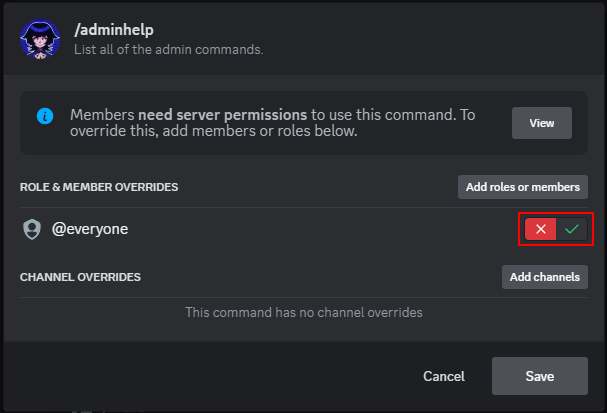 /adminhelp
List all of the admin commands.
Members need server permissions to use this command. To
override this, add members or roles below.
View
ROLE & MEMBER OVERRIDES
Add roles or members
@everyone
CHANNEL OVERRIDES
Add channels
This command has no channel overrides
Cancel
Save